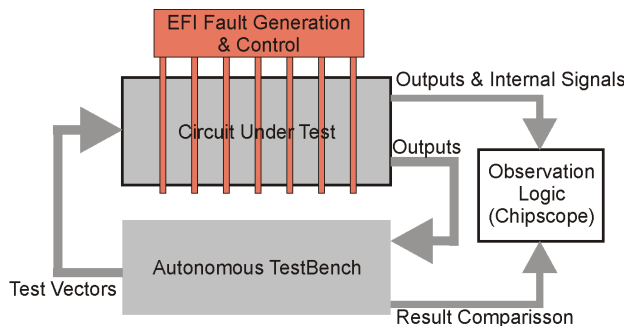 EFI Fault Generation
& Control
Outputs & Internal Signals
Circuit Under Test
Outputs
Observation
Logic
(Chipscope)
Autonomous TestBench
Test Vectors
Result Comparisson